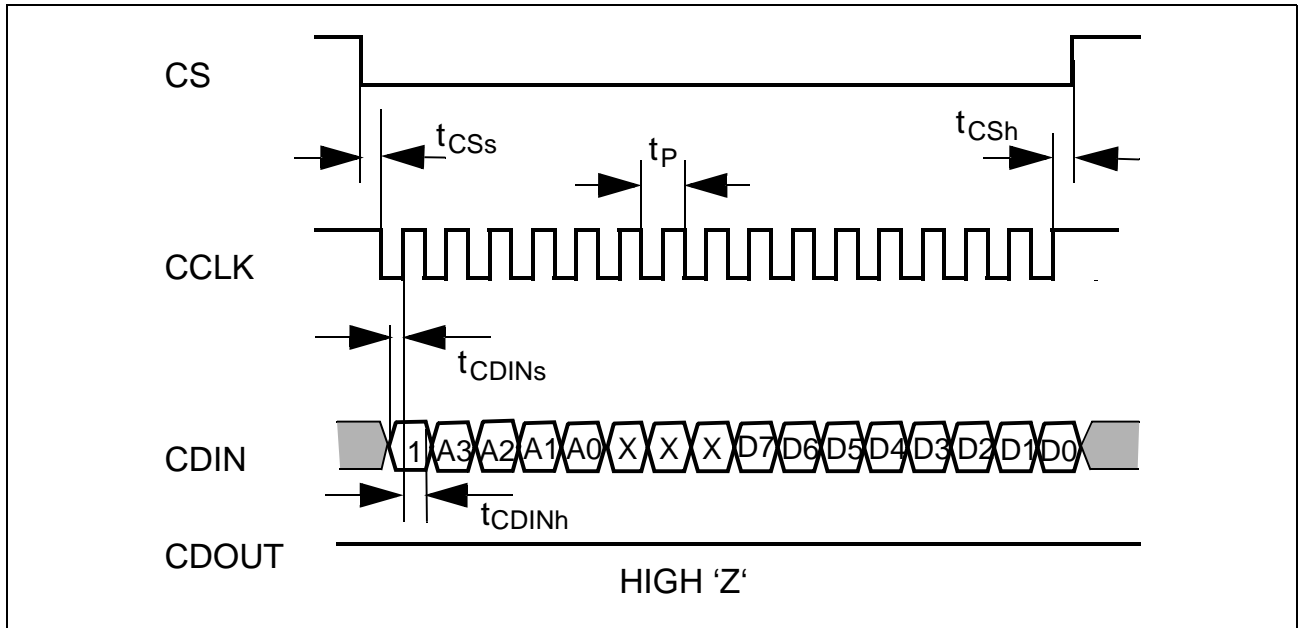 CS
tCSs
tP
tCSh
CCLK
tCDINs
CDIN
1 A3 A2 A1 A0 X X X D7 D6 D5 D4 D3 D2 D1 D0
tCDINh
CDOUT
HIGH ‘Z‘